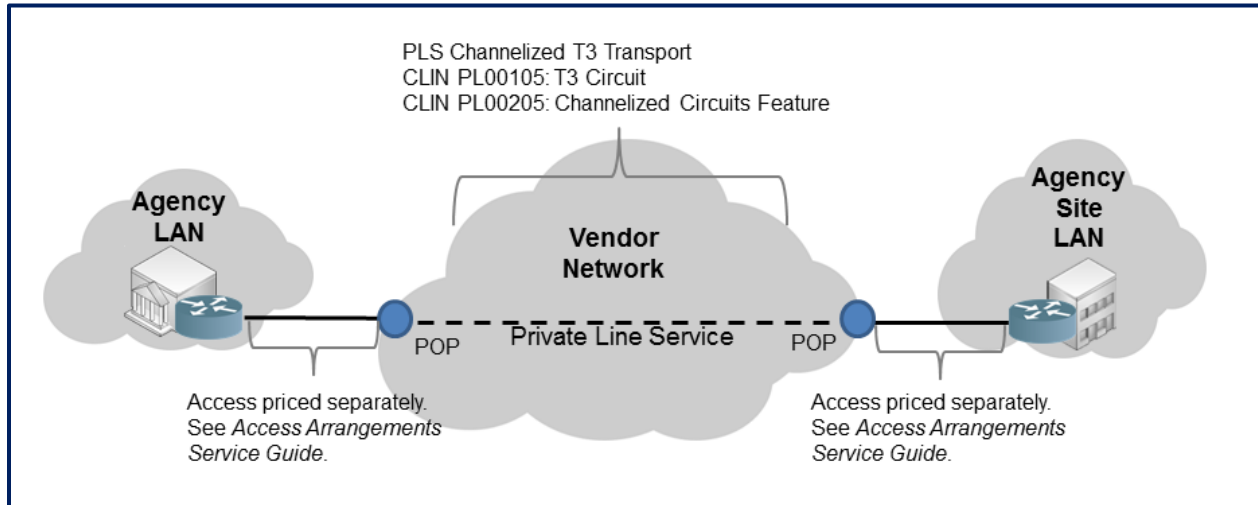 PLS Channelized T3 Transport
CLIN PL00105: T3 Circuit
CLIN PL00205: Channelized Circuits Feature
Agency
LAN
Vendor
Network
Agency
Site
LAN
POP
Private Line Service
POP
Access priced separately.
See Access Arrangements
Service Guide.
Access priced separately.
See Access Arrangements
Service Guide.